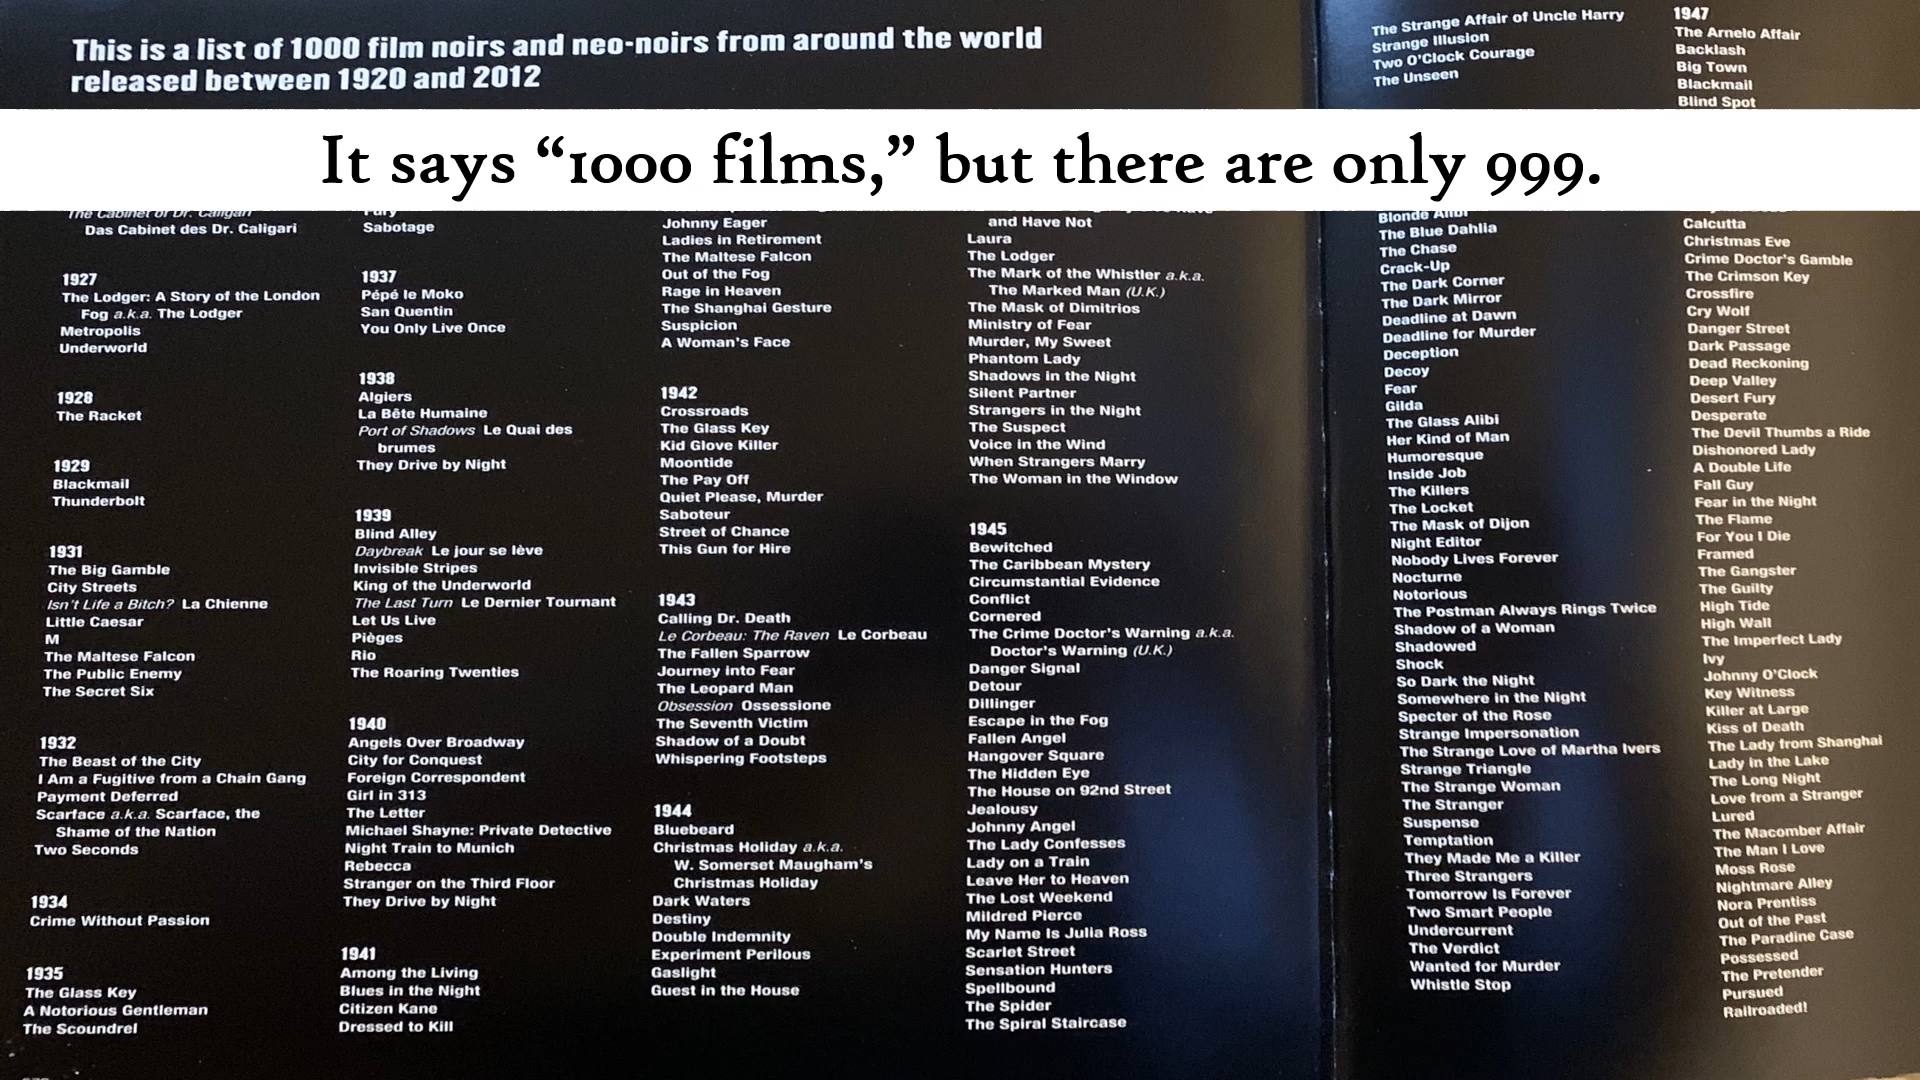 This is a list of 1000 film noirs and neo-noirs from around the world
released between 1920 and 2012
It says “1000 films,” but there are only 999.
The Cabinet of Dr. Caligari
Das Cabinet des Dr. Caligari
1927
The Lodger: A Story of the London
Fog a.k.a. The Lodger
Metropolis
Underworld
1928
The Racket
1929
Blackmail
Thunderbolt
1931
The Big Gamble
City Streets
Isn't Life a Bitch? La Chienne
Little Caesar
M
The Maltese Falcon
The Public Enemy
The Secret Six
1932
The Beast of the City
I Am a Fugitive from a Chain Gang
Payment Deferred
Scarface a.k.a. Scarface, the
Shame of the Nation
Two Seconds
1934
Crime Without Passion
1935
The Glass Key
A Notorious Gentleman
The Scoundrel
Fury
Sabotage
1937
Pépé le Moko
San Quentin
You Only Live Once
1938
Algiers
La Bête Humaine
Port of Shadows Le Quai des
brumes
They Drive by Night
1939
Blind Alley
Daybreak Le jour se lève
Invisible Stripes
King of the Underworld
The Last Turn Le Dernier Tournant
Let Us Live
Pièges
Rio
The Roaring Twenties
1940
Angels Over Broadway
City for Conquest
Foreign Correspondent
Girl in 313
The Letter
Michael Shayne: Private Detective
Night Train to Munich
Rebecca
Stranger on the Third Floor
They Drive by Night
1941
Among the Living
Blues in the Night
Citizen Kane
Dressed to Kill
Johnny Eager
Ladies in Retirement
The Maltese Falcon
Out of the Fog
Rage in Heaven
The Shanghai Gesture
Suspicion
A Woman's Face
1942
Crossroads
The Glass Key
Kid Glove Killer
Moontide
The Pay Off
Quiet Please, Murder
Saboteur
Street of Chance
This Gun for Hire
1943
Calling Dr. Death
Le Corbeau: The Raven Le Corbeau
The Fallen Sparrow
Journey into Fear
The Leopard Man
Obsession Ossessione
The Seventh Victim
Shadow of a Doubt
Whispering Footsteps
1944
Bluebeard
Christmas Holiday a.k.a.
W. Somerset Maugham's
Christmas Holiday
Dark Waters
Destiny
Double Indemnity
Experiment Perilous
Gaslight
Guest in the House
and Have Not
Laura
The Lodger
The Mark of the Whistler a.k.a.
The Marked Man (U.K.)
The Mask of Dimitrios
Ministry of Fear
Murder, My Sweet
Phantom Lady
Shadows in the Night
Silent Partner
Strangers in the Night
The Suspect
Voice in the Wind
When Strangers Marry
The Woman in the Window
1945
Bewitched
The Caribbean Mystery
Circumstantial Evidence
Conflict
Cornered
The Crime Doctor's Warning a.k.a.
Doctor's Warning (U.K.)
Danger Signal
Detour
Dillinger
Escape in the Fog
Fallen Angel
Hangover Square
The Hidden Eye
The House on 92nd Street
Jealousy
Johnny Angel
The Lady Confesses
Lady on a Train
Leave Her to Heaven
The Lost Weekend
Mildred Pierce
My Name Is Julia Ross
Scarlet Street
Sensation Hunters
Spellbound
The Spider
The Spiral Staircase
The Strange Affair of Uncle Harry
Strange Illusion
Two O'Clock Courage
The Unseen
Blonde Alibi
The Blue Dahlia
The Chase
Crack-Up
The Dark Corner
The Dark Mirror
Deadline at Dawn
Deadline for Murder
Deception
Decoy
Fear
Gilda
The Glass Alibi
Her Kind of Man
Humoresque
Inside Job
The Killers
The Locket
The Mask of Dijon
Night Editor
Nobody Lives Forever
Nocturne
Notorious
The Postman Always Rings Twice
Shadow of a Woman
Shadowed
Shock
So Dark the Night
Somewhere in the Night
Specter of the Rose
Strange Impersonation
The Strange Love of Martha Ivers
Strange Triangle
The Strange Woman
The Stranger
Suspense
Temptation
They Made Me a Killer
Three Strangers
Tomorrow Is Forever
Two Smart People
Undercurrent
The Verdict
Wanted for Murder
Whistle Stop
1947
The Arnelo Affair
Backlash
Big Town
Blackmail
Blind Spot
Calcutta
Christmas Eve
Crime Doctor's Gamble
The Crimson Key
Crossfire
Cry Wolf
Danger Street
Dark Passage
Dead Reckoning
Deep Valley
Desert Fury
Desperate
The Devil Thumbs a Ride
Dishonored Lady
A Double Life
Fall Guy
Fear in the Night
The Flame
For You I Die
Framed
The Gangster
The Guilty
High Tide
High Wall
The Imperfect Lady
Ivy
Johnny O'Clock
Key Witness
Killer at Large
Kiss of Death
The Lady from Shanghai
Lady in the Lake
The Long Night
Love from a Stranger
Lured
The Macomber Affair
The Man I Love
Moss Rose
Nightmare Alley
Nora Prentiss
Out of the Past
The Paradine Case
Possessed
The Pretender
Pursued
Railroaded!